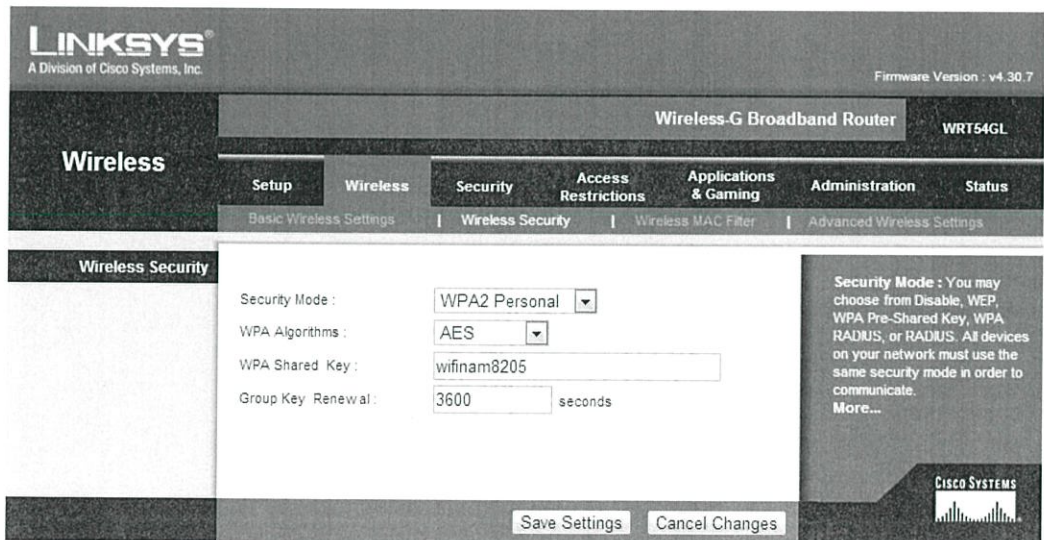 LINKSYS®
A Division of Cisco Systems, Inc.
Firmware Version : v4.30.7
Wireless-G Broadband Router
WRT54GL
Wireless
Setup
Wireless
Security
Access Restrictions
Applications & Gaming
Administration
Status
Basic Wireless Settings | Wireless Security | Wireless MAC Filter | Advanced Wireless Settings
Wireless Security
Security Mode : WPA2 Personal
WPA Algorithms : AES
WPA Shared Key : wifinam8205
Group Key Renewal : 3600 seconds
Security Mode : You may
choose from Disable, WEP,
WPA Pre-Shared Key, WPA
RADIUS, or RADIUS. All devices
on your network must use the
same security mode in order to
communicate.
More...
CISCO SYSTEMS
Save Settings
Cancel Changes